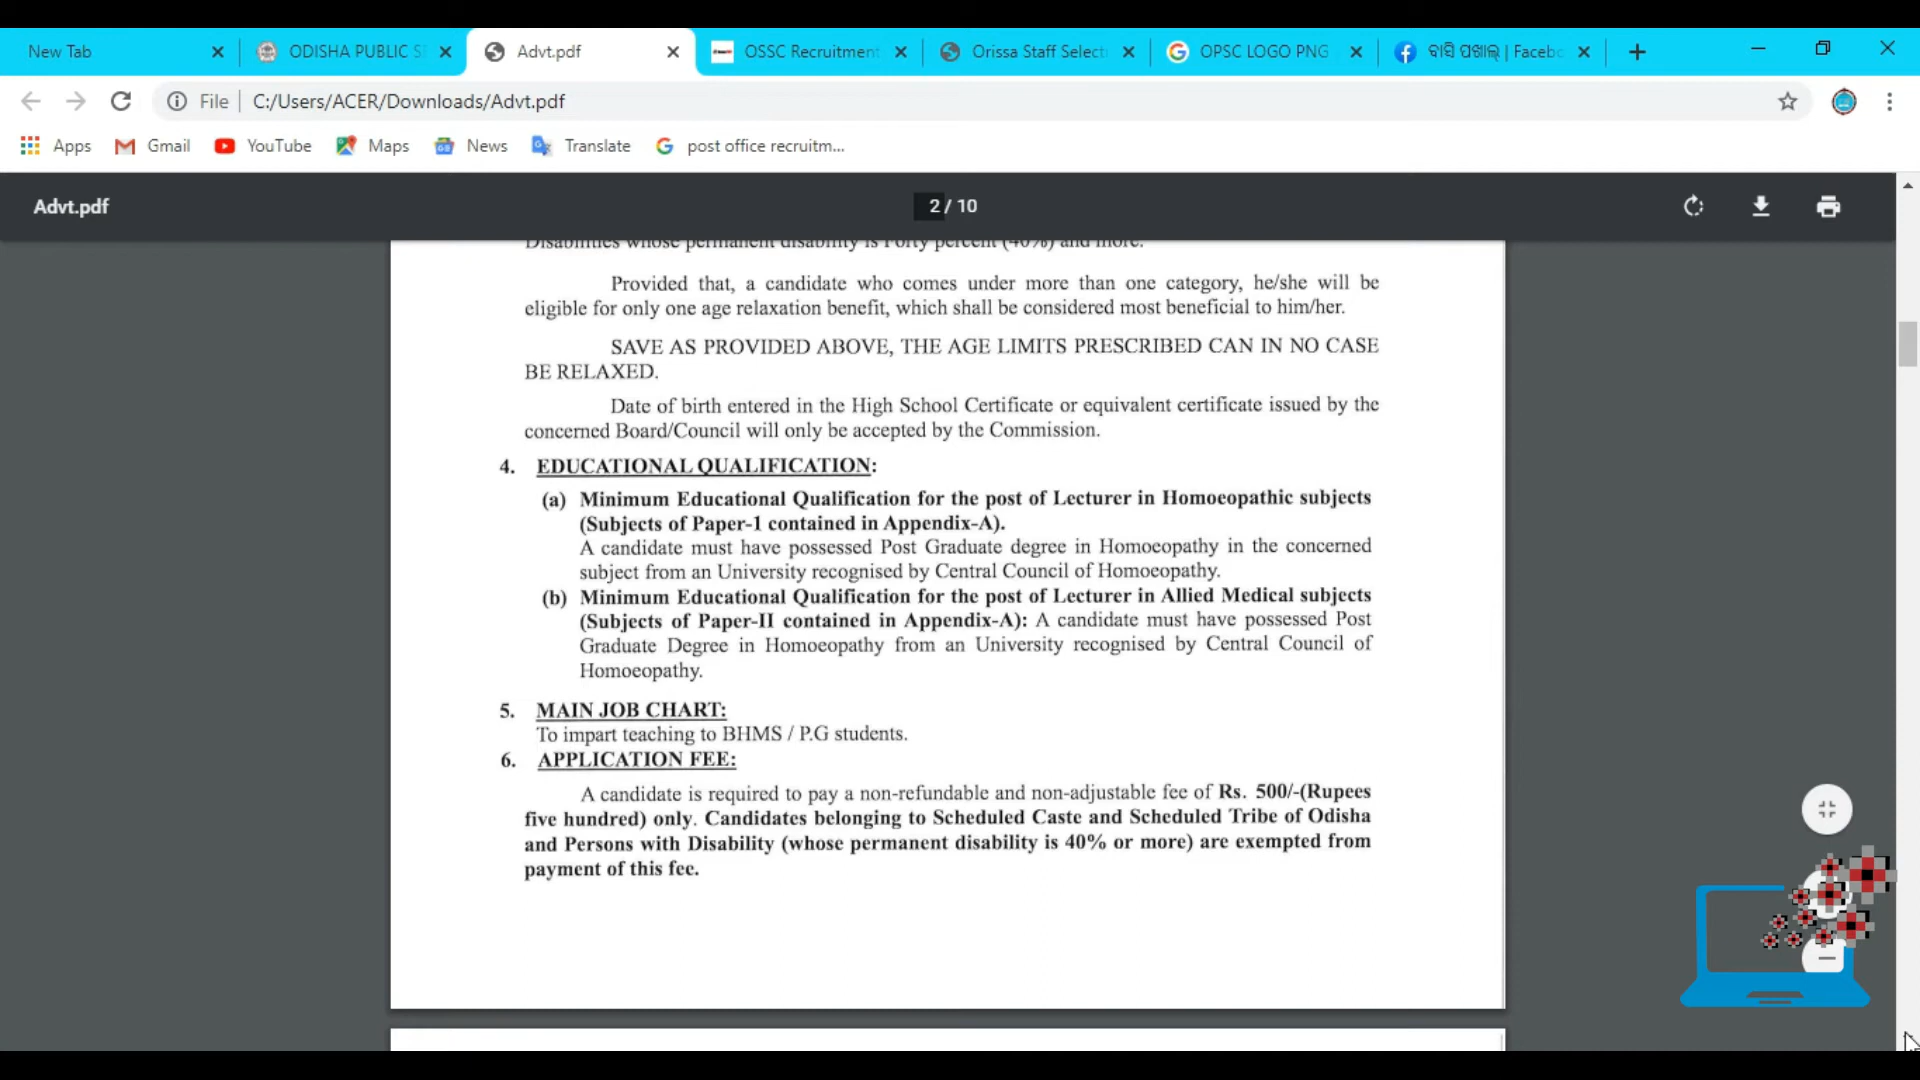 New Tab
ODISHA PUBLIC S
Advt.pdf
OSSC Recruitment
Orissa Staff Select
OPSC LOGO PNG
ବାସି ପଖାଳ୍ | Facebo
File
C:/Users/ACER/Downloads/Advt.pdf
Apps
Gmail
YouTube
Maps
News
Translate
post office recruitm...
Advt.pdf
2 / 10
Disabilities whose permanent disability is Forty percent (40%) and more.
Provided that, a candidate who comes under more than one category, he/she will be
eligible for only one age relaxation benefit, which shall be considered most beneficial to him/her.
SAVE AS PROVIDED ABOVE, THE AGE LIMITS PRESCRIBED CAN IN NO CASE
BE RELAXED.
Date of birth entered in the High School Certificate or equivalent certificate issued by the
concerned Board/Council will only be accepted by the Commission.
4. EDUCATIONAL QUALIFICATION:
(a) Minimum Educational Qualification for the post of Lecturer in Homoeopathic subjects
(Subjects of Paper-1 contained in Appendix-A).
A candidate must have possessed Post Graduate degree in Homoeopathy in the concerned
subject from an University recognised by Central Council of Homoeopathy.
(b) Minimum Educational Qualification for the post of Lecturer in Allied Medical subjects
(Subjects of Paper-II contained in Appendix-A): A candidate must have possessed Post
Graduate Degree in Homoeopathy from an University recognised by Central Council of
Homoeopathy.
5. MAIN JOB CHART:
To impart teaching to BHMS / P.G students.
6. APPLICATION FEE:
A candidate is required to pay a non-refundable and non-adjustable fee of Rs. 500/-(Rupees
five hundred) only. Candidates belonging to Scheduled Caste and Scheduled Tribe of Odisha
and Persons with Disability (whose permanent disability is 40% or more) are exempted from
payment of this fee.